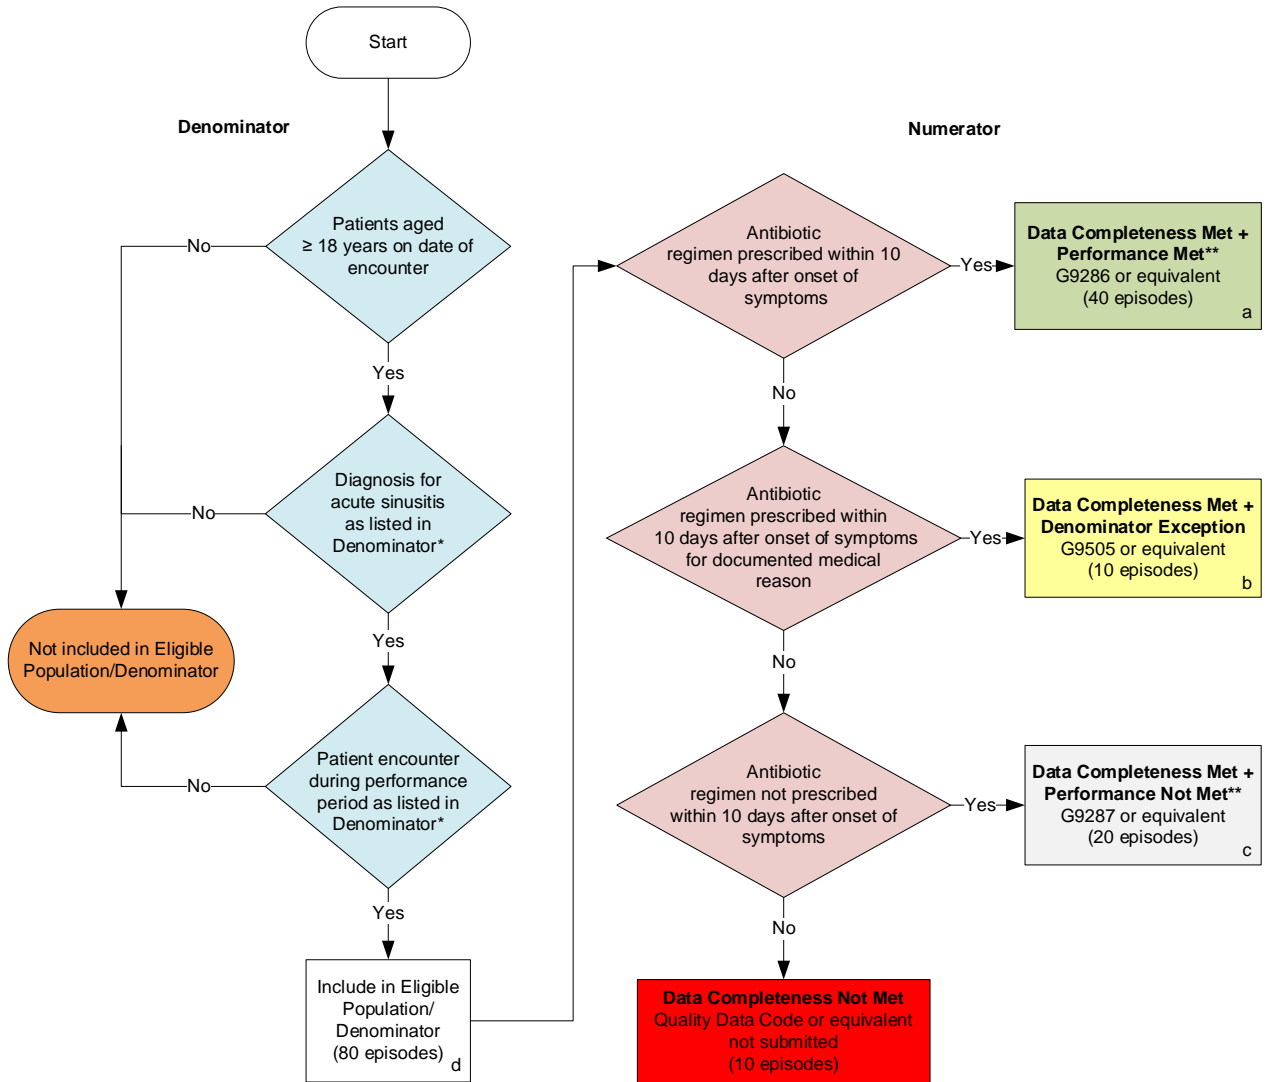 Start
Denominator
Patients aged
≥ 18 years on date of
encounter
No
Yes
Diagnosis for
acute sinusitis
as listed in
Denominator*
No
Yes
Not included in Eligible
Population/Denominator
Patient encounter
during performance
period as listed in
Denominator*
No
Yes
Include in Eligible
Population/
Denominator
(80 episodes)
d
Numerator
Antibiotic
regimen prescribed within 10
days after onset of
symptoms
Yes
Data Completeness Met +
Performance Met**
G9286 or equivalent
(40 episodes)
a
No
Antibiotic
regimen prescribed within
10 days after onset of symptoms
for documented medical
reason
Yes
Data Completeness Met +
Denominator Exception
G9505 or equivalent
(10 episodes)
b
No
Antibiotic
regimen not prescribed
within 10 days after onset of
symptoms
Yes
Data Completeness Met +
Performance Not Met**
G9287 or equivalent
(20 episodes)
c
No
Data Completeness Not Met
Quality Data Code or equivalent
not submitted
(10 episodes)